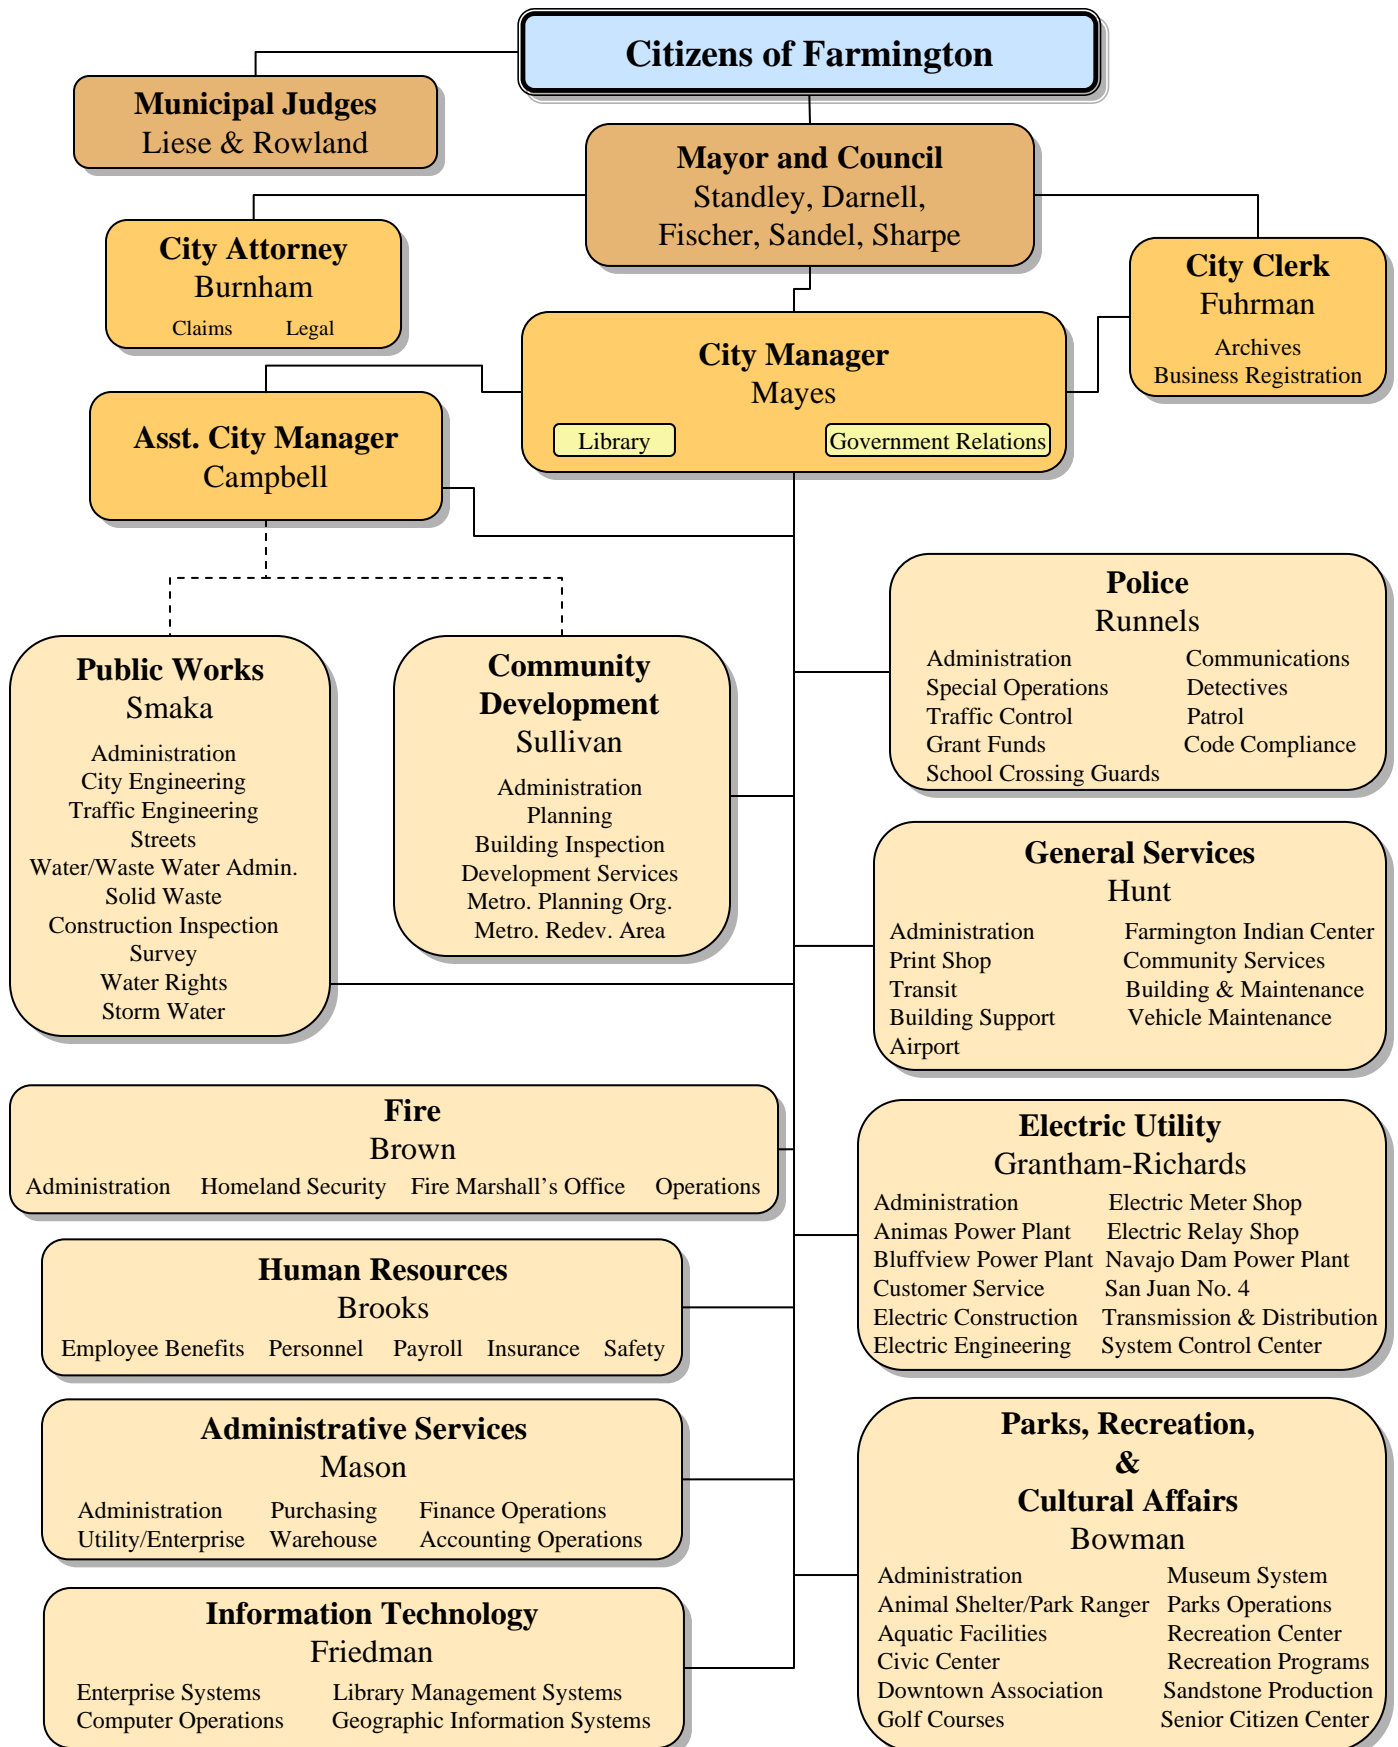 Citizens of Farmington
Municipal Judges
Liese & Rowland
Mayor and Council
Standley, Darnell,
Fischer, Sandel, Sharpe
City Attorney
Burnham
Claims Legal
City Clerk
Fuhrman
Archives
Business Registration
City Manager
Mayes
Library Government Relations
Asst. City Manager
Campbell
Police
Runnels
Administration Communications
Special Operations Detectives
Traffic Control Patrol
Grant Funds Code Compliance
School Crossing Guards
Public Works
Smaka
Administration
City Engineering
Traffic Engineering
Streets
Water/Waste Water Admin.
Solid Waste
Construction Inspection
Survey
Water Rights
Storm Water
Community
Development
Sullivan
Administration
Planning
Building Inspection
Development Services
Metro. Planning Org.
Metro. Redev. Area
General Services
Hunt
Administration Farmington Indian Center
Print Shop Community Services
Transit Building & Maintenance
Building Support Vehicle Maintenance
Airport
Fire
Brown
Administration Homeland Security Fire Marshall's Office Operations
Electric Utility
Grantham-Richards
Administration Electric Meter Shop
Animas Power Plant Electric Relay Shop
Bluffview Power Plant Navajo Dam Power Plant
Customer Service San Juan No. 4
Electric Construction Transmission & Distribution
Electric Engineering System Control Center
Human Resources
Brooks
Employee Benefits Personnel Payroll Insurance Safety
Administrative Services
Mason
Administration Purchasing Finance Operations
Utility/Enterprise Warehouse Accounting Operations
Parks, Recreation,
&
Cultural Affairs
Bowman
Administration Museum System
Animal Shelter/Park Ranger Parks Operations
Aquatic Facilities Recreation Center
Civic Center Recreation Programs
Downtown Association Sandstone Production
Golf Courses Senior Citizen Center
Information Technology
Friedman
Enterprise Systems Library Management Systems
Computer Operations Geographic Information Systems